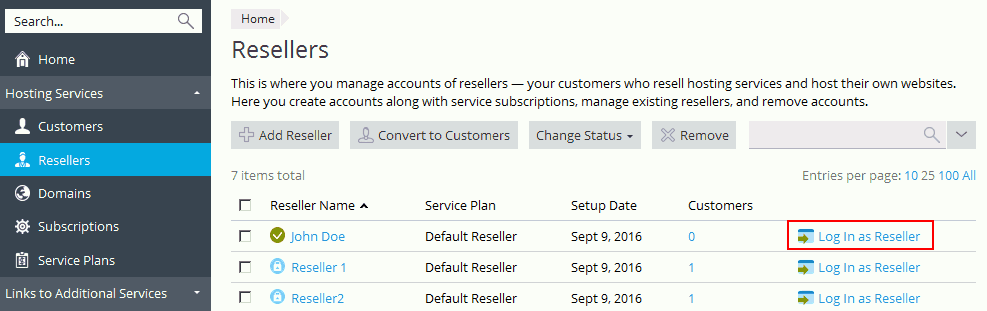 Search...
Home
Hosting Services
Customers
Resellers
Domains
Subscriptions
Service Plans
Links to Additional Services
Home
Resellers
This is where you manage accounts of resellers — your customers who resell hosting services and host their own websites.
Here you create accounts along with service subscriptions, manage existing resellers, and remove accounts.
Add Reseller Convert to Customers Change Status Remove
7 items total Entries per page: 10 25 100 All
Reseller Name Service Plan Setup Date Customers
John Doe Default Reseller Sept 9, 2016 0 Log In as Reseller
Reseller 1 Default Reseller Sept 9, 2016 1 Log In as Reseller
Reseller2 Default Reseller Sept 9, 2016 1 Log In as Reseller